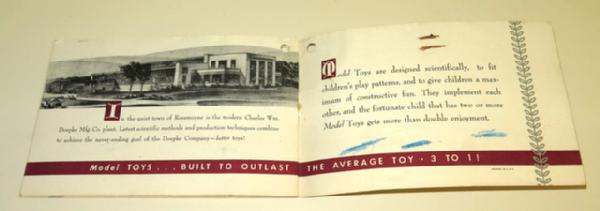 In the quiet town of Rossmoyne is the modern Charles Wm.
Doepke Mfg Co. plant. Latest scientific methods and production techniques combine
to achieve the never-ending goal of the Doepke Company—better toys!
Model TOYS . . . BUILT TO OUTLAST
Model Toys are designed scientifically, to fit
children's play patterns, and to give children a max-
imum of constructive fun. They implement each
other, and the fortunate child that has two or more
Model Toys gets more than double enjoyment.
THE AVERAGE TOY · 3 TO 1!